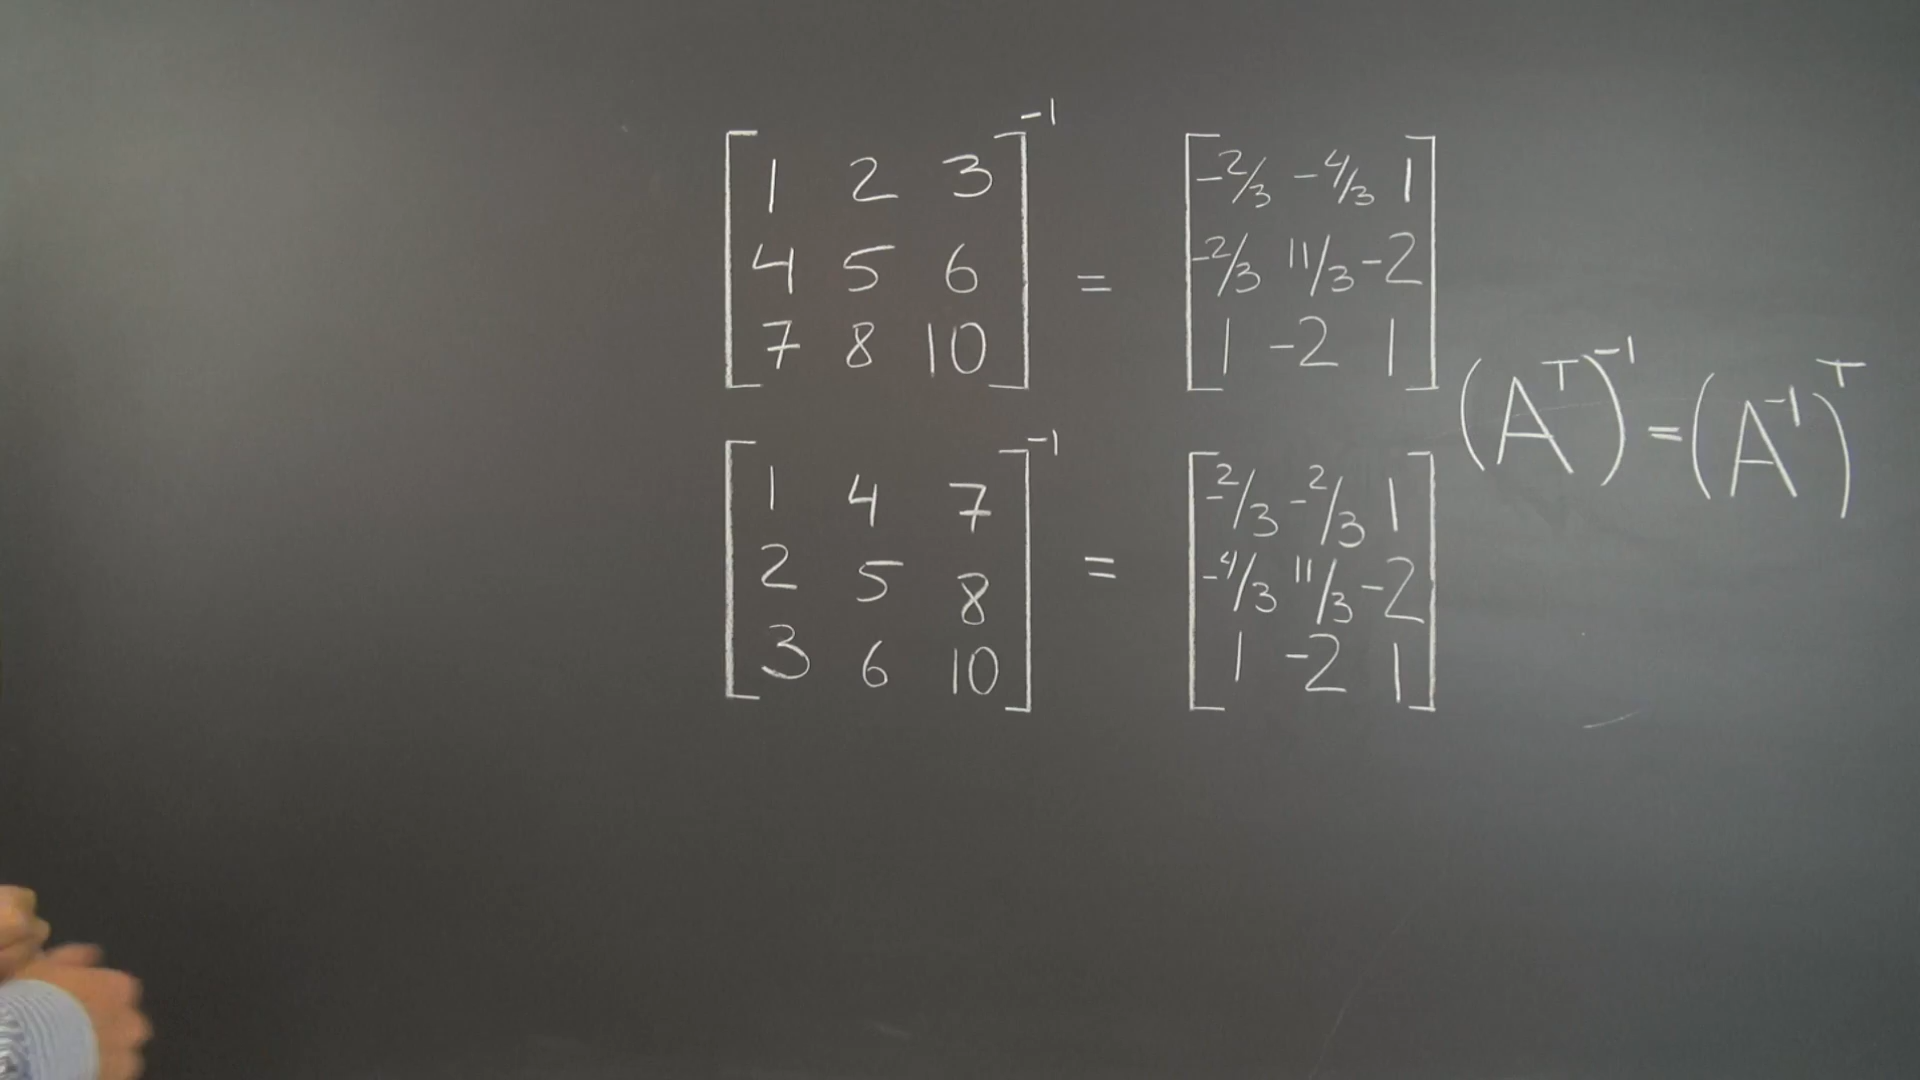 [1 2 3]⁻¹ = [-2/3 -4/3 1]
[4 5 6] [-2/3 11/3 -2]
[7 8 10] [1 -2 1]
(Aᵀ)⁻¹ = (A⁻¹)ᵀ
[1 4 7]⁻¹ = [-2/3 -2/3 1]
[2 5 8] [-4/3 11/3 -2]
[3 6 10] [1 -2 1]